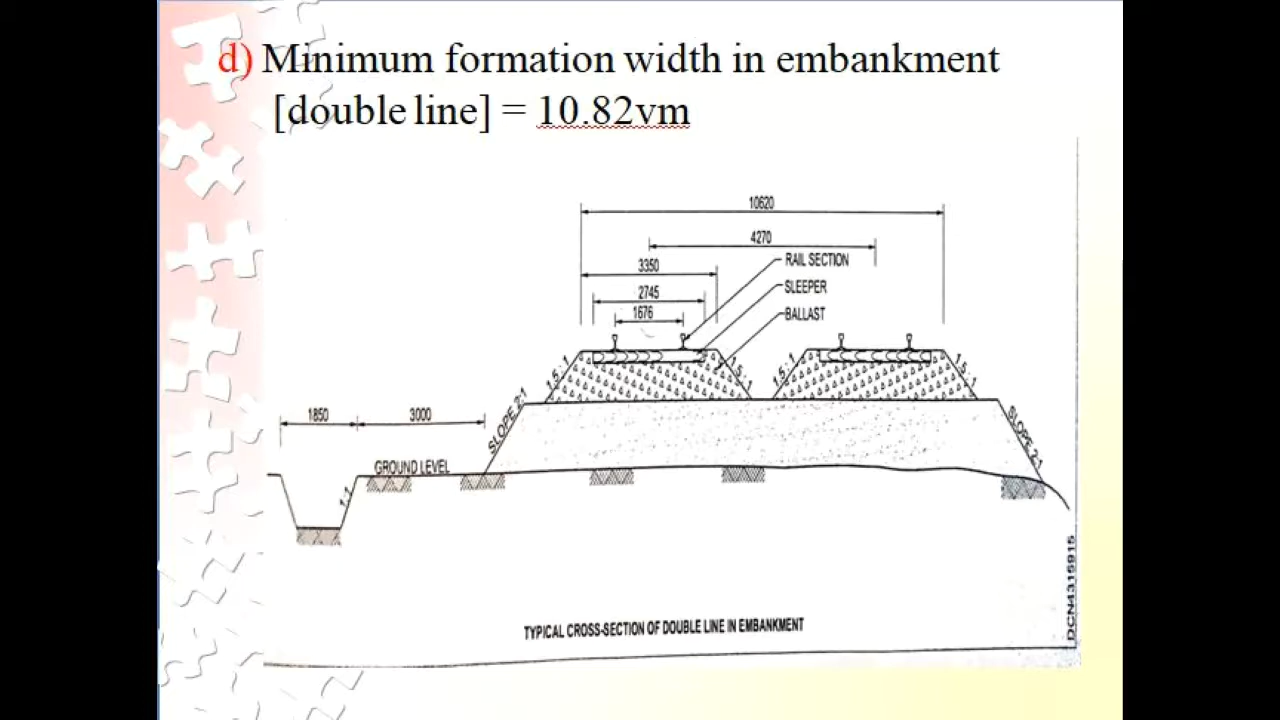 d) Minimum formation width in embankment
[double line] = 10.82vm
10620
4270
3350
RAIL SECTION
2745
SLEEPER
1676
BALLAST
1.5 : 1
1.5 : 1
1.5 : 1
1.5 : 1
1850
3000
SLOPE 2:1
SLOPE 2:1
GROUND LEVEL
1:1
DCN4315915
TYPICAL CROSS-SECTION OF DOUBLE LINE IN EMBANKMENT